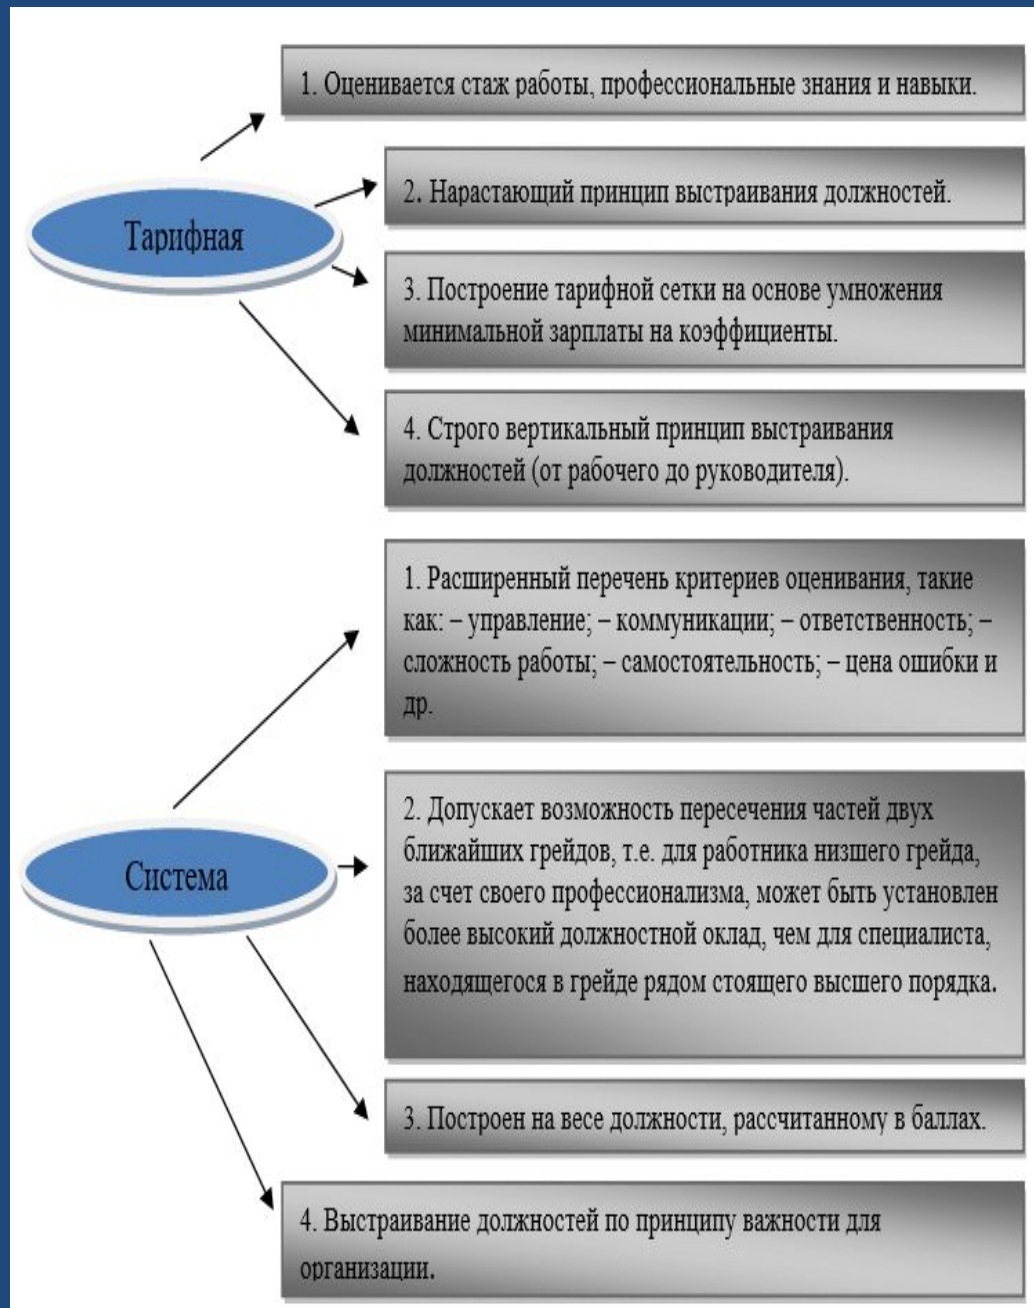 1. Оценивается стаж работы, профессиональные знания и навыки.
2. Нарастающий принцип выстраивания должностей.
Тарифная
3. Построение тарифной сетки на основе умножения
минимальной зарплаты на коэффициенты.
4. Строго вертикальный принцип выстраивания
должностей (от рабочего до руководителя).
1. Расширенный перечень критериев оценивания, такие
как: – управление; – коммуникации; – ответственность; –
сложность работы; – самостоятельность; – цена ошибки и
др.
Система
2. Допускает возможность пересечения частей двух
ближайших грейдов, т.е. для работника низшего грейда,
за счет своего профессионализма, может быть установлен
более высокий должностной оклад, чем для специалиста,
находящегося в грейде рядом стоящего высшего порядка.
3. Построен на весе должности, рассчитанному в баллах.
4. Выстраивание должностей по принципу важности для
организации.